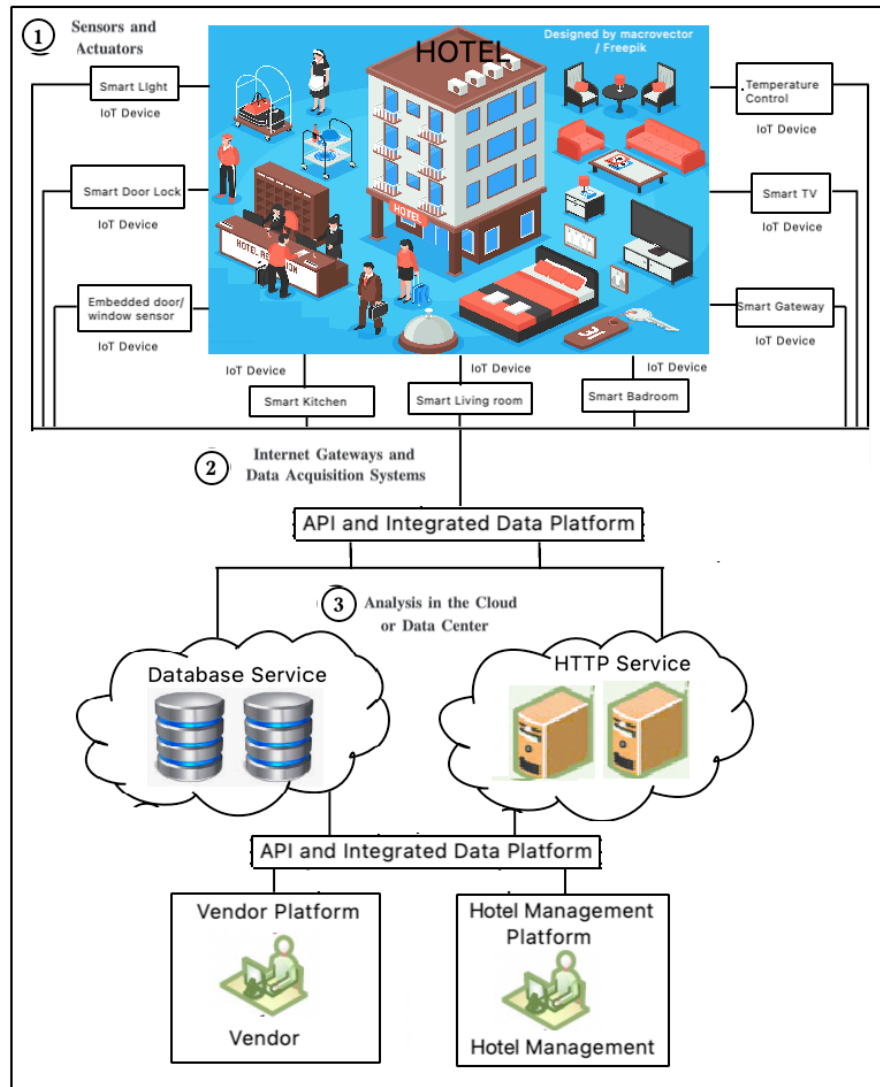 1
Sensors and
Actuators
HOTEL
Designed by macrovector
/ Freepik
Smart LIght
IoT Device
Temperature
Control
IoT Device
Smart Door Lock
IoT Device
Smart TV
IoT Device
HOTEL
Embedded door/
window sensor
IoT Device
Smart Gateway
IoT Device
IoT Device
Smart Kitchen
IoT Device
Smart Living room
IoT Device
Smart Badroom
2
Internet Gateways and
Data Acquisition Systems
API and Integrated Data Platform
3
Analysis in the Cloud
or Data Center
Database Service
HTTP Service
API and Integrated Data Platform
Vendor Platform
Vendor
Hotel Management
Platform
Hotel Management